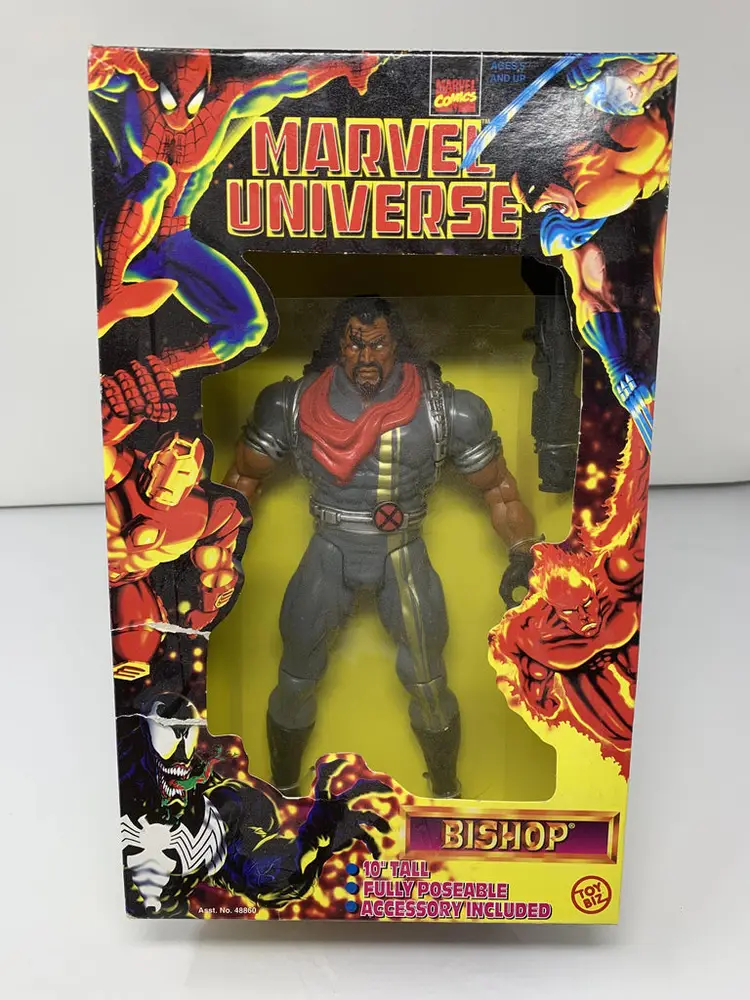 AGES 5
AND UP
MARVEL
COMICS
MARVEL™
UNIVERSE
BISHOP®
10" TALL
FULLY POSEABLE
ACCESSORY INCLUDED
TOY
BIZ
Asst. No. 48860